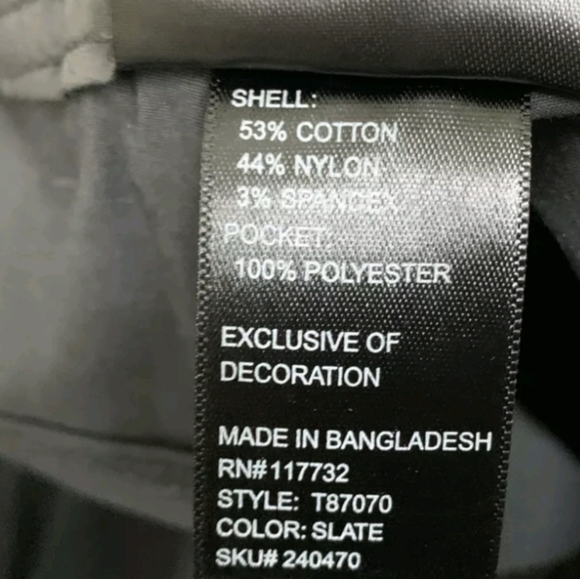 SHELL:
53% COTTON
44% NYLON
3% SPANDEX
POCKET:
100% POLYESTER
EXCLUSIVE OF
DECORATION
MADE IN BANGLADESH
RN# 117732
STYLE: T87070
COLOR: SLATE
SKU# 240470